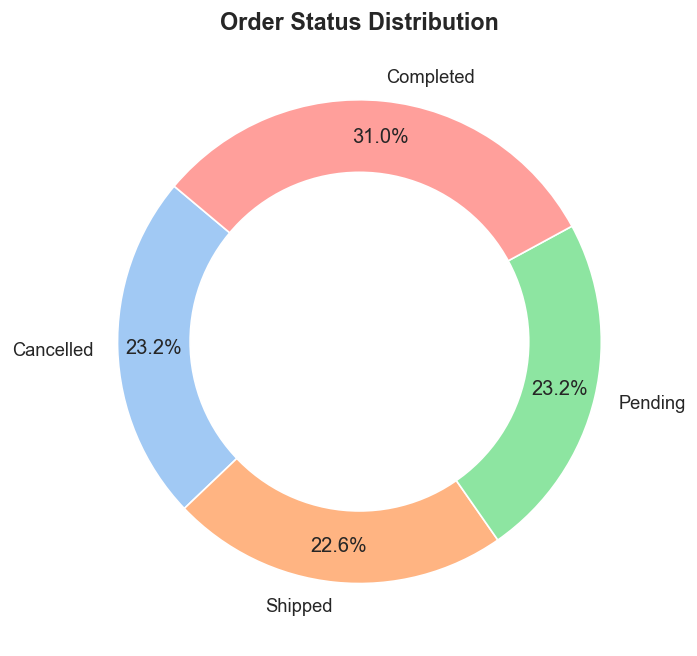 Order Status Distribution
Completed
31.0%
Cancelled
23.2%
23.2%
Pending
22.6%
Shipped